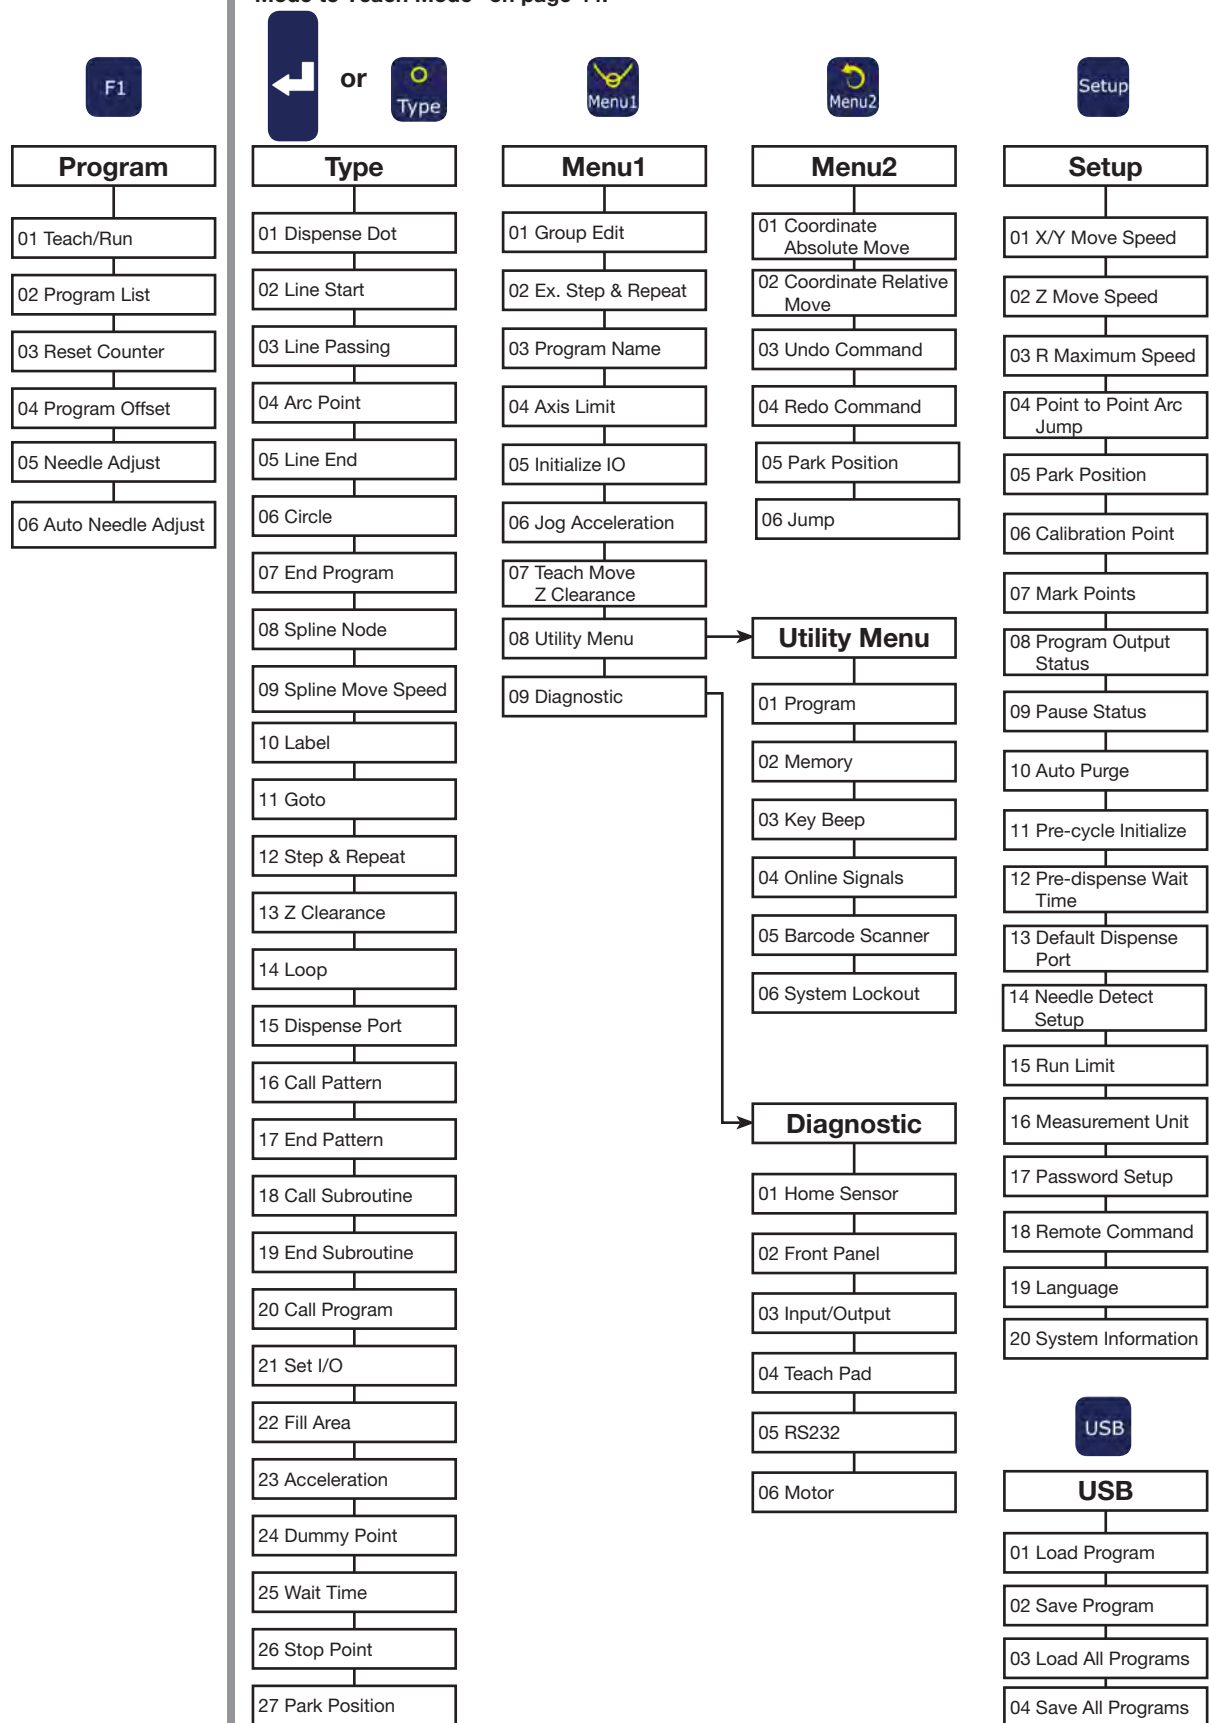 F1
Program
01 Teach/Run
02 Program List
03 Reset Counter
04 Program Offset
05 Needle Adjust
06 Auto Needle Adjust
or
Type
Type
01 Dispense Dot
02 Line Start
03 Line Passing
04 Arc Point
05 Line End
06 Circle
07 End Program
08 Spline Node
09 Spline Move Speed
10 Label
11 Goto
12 Step & Repeat
13 Z Clearance
14 Loop
15 Dispense Port
16 Call Pattern
17 End Pattern
18 Call Subroutine
19 End Subroutine
20 Call Program
21 Set I/O
22 Fill Area
23 Acceleration
24 Dummy Point
25 Wait Time
26 Stop Point
27 Park Position
Menu1
Menu1
01 Group Edit
02 Ex. Step & Repeat
03 Program Name
04 Axis Limit
05 Initialize IO
06 Jog Acceleration
07 Teach Move
Z Clearance
08 Utility Menu
09 Diagnostic
Menu2
Menu2
01 Coordinate
Absolute Move
02 Coordinate Relative
Move
03 Undo Command
04 Redo Command
05 Park Position
06 Jump
Utility Menu
01 Program
02 Memory
03 Key Beep
04 Online Signals
05 Barcode Scanner
06 System Lockout
Diagnostic
01 Home Sensor
02 Front Panel
03 Input/Output
04 Teach Pad
05 RS232
06 Motor
Setup
Setup
01 X/Y Move Speed
02 Z Move Speed
03 R Maximum Speed
04 Point to Point Arc
Jump
05 Park Position
06 Calibration Point
07 Mark Points
08 Program Output
Status
09 Pause Status
10 Auto Purge
11 Pre-cycle Initialize
12 Pre-dispense Wait
Time
13 Default Dispense
Port
14 Needle Detect
Setup
15 Run Limit
16 Measurement Unit
17 Password Setup
18 Remote Command
19 Language
20 System Information
USB
USB
01 Load Program
02 Save Program
03 Load All Programs
04 Save All Programs